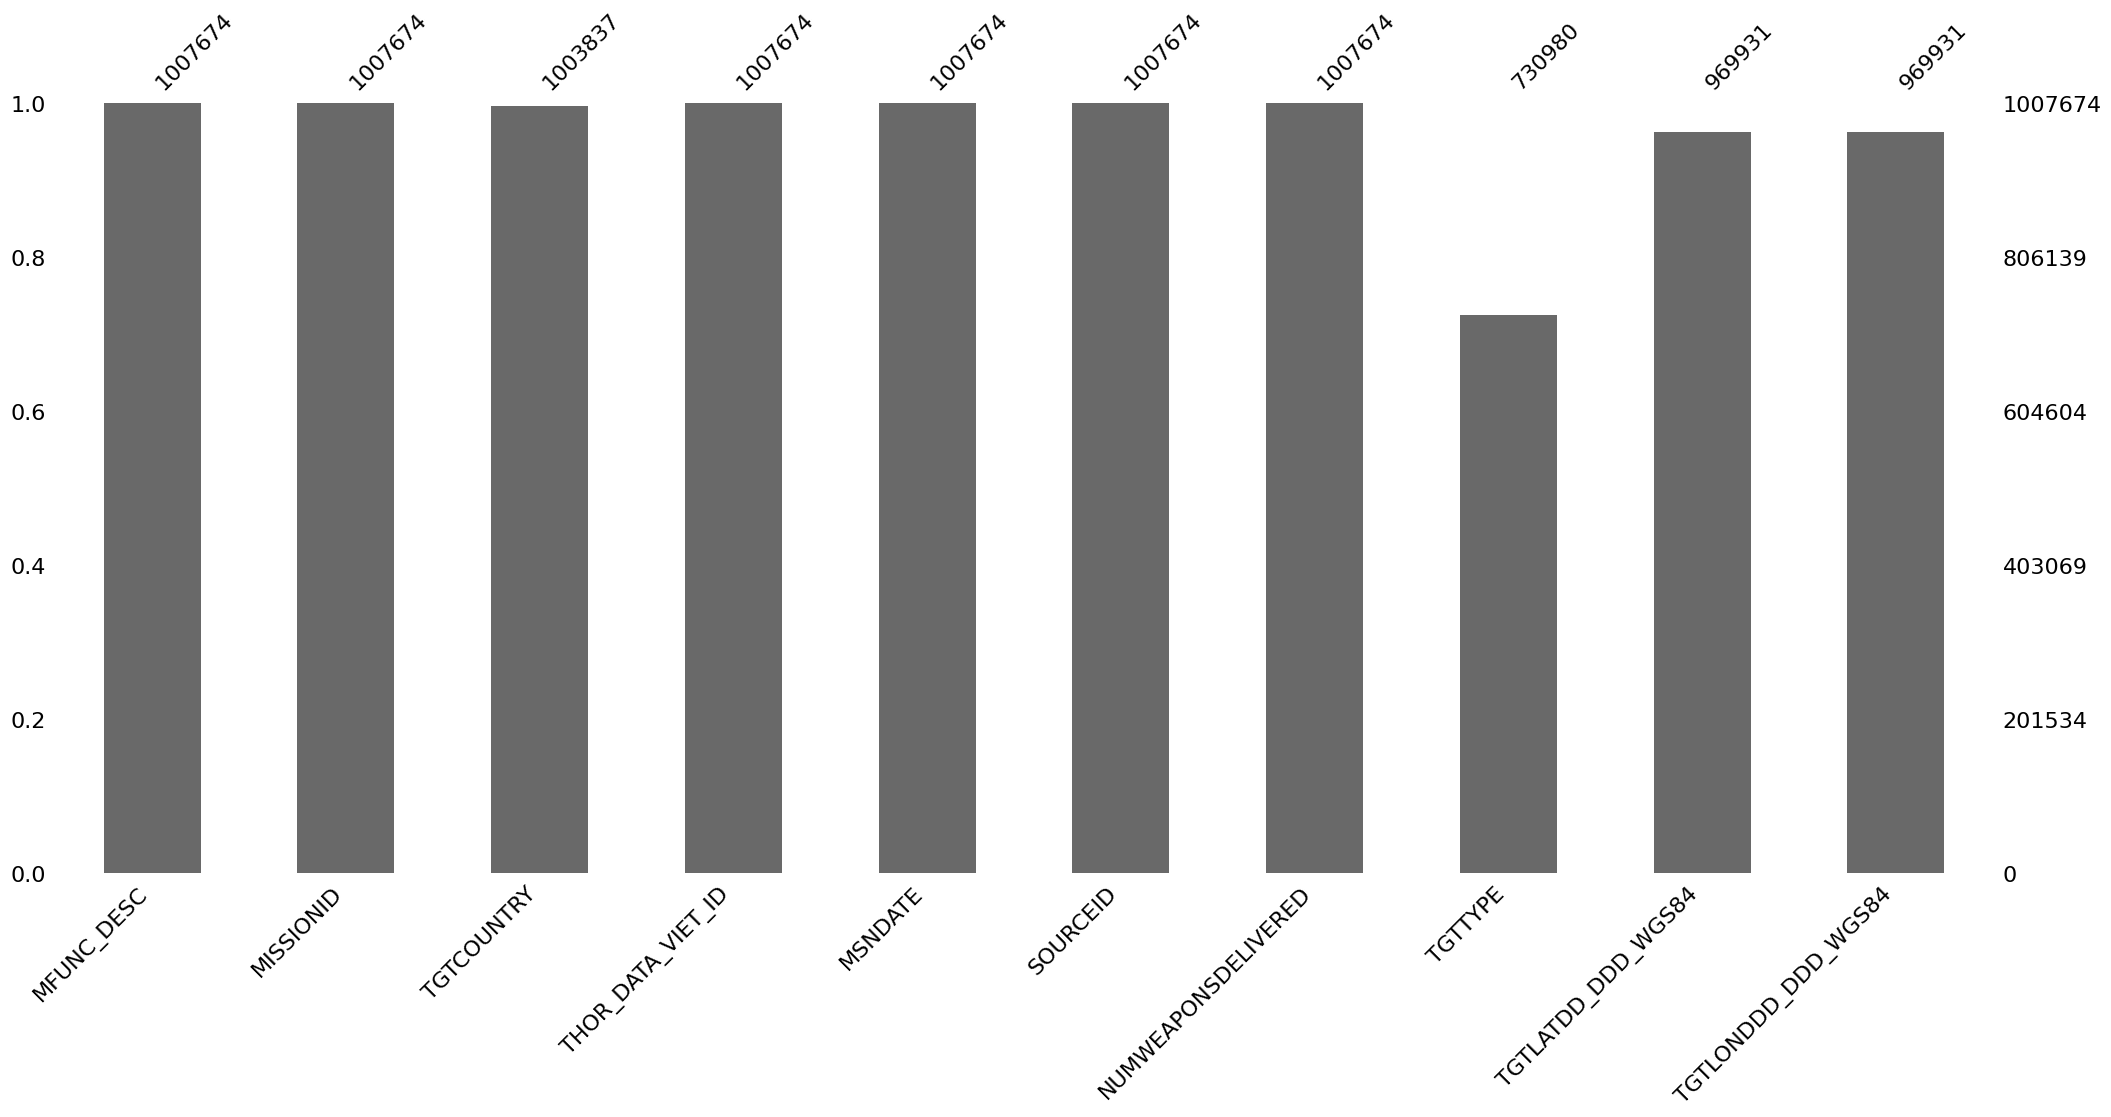 1007674
1007674
1003837
1007674
1007674
1007674
1007674
730980
969931
969931
1.0
1007674
0.8
806139
0.6
604604
0.4
403069
0.2
201534
0.0
0
MFUNC_DESC
MISSIONID
TGTCOUNTRY
THOR_DATA_VIET_ID
MSNDATE
SOURCEID
NUMWEAPONSDELIVERED
TGTTYPE
TGTLATDD_DDD_WGS84
TGTLONDDD_DDD_WGS84